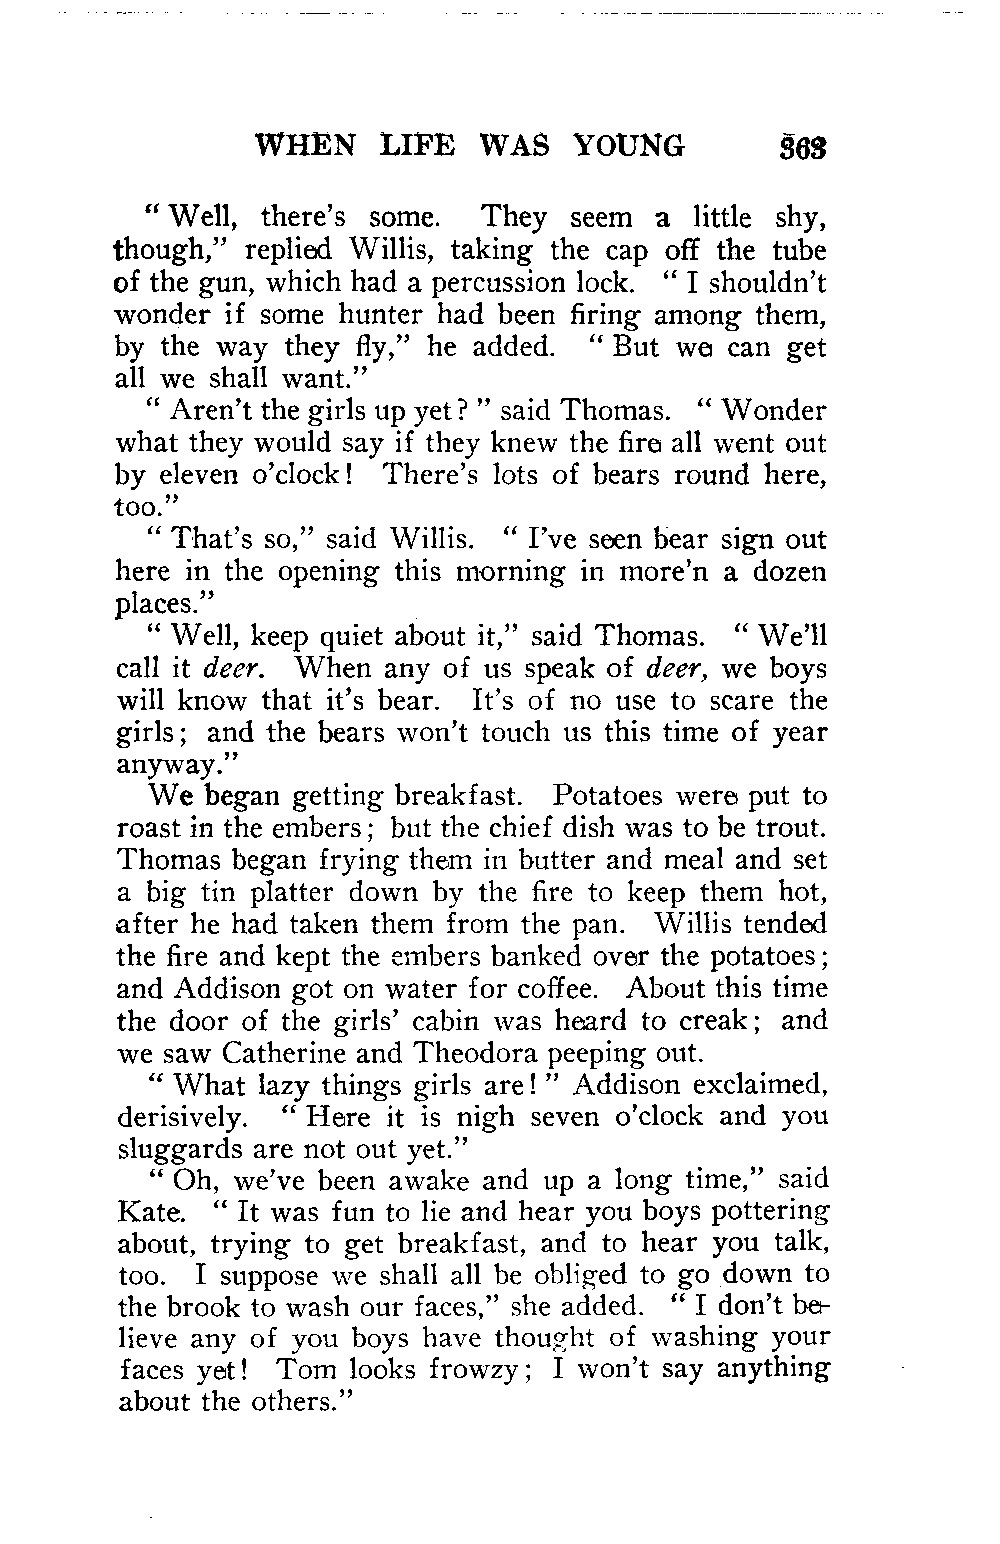 WHEN LIFE WAS YOUNG 363
“ Well, there’s some. They seem a little shy,
though,” replied Willis, taking the cap off the tube
of the gun, which had a percussion lock. “ I shouldn’t
wonder if some hunter had been firing among them,
by the way they fly,” he added. “ But we can get
all we shall want.”
“ Aren’t the girls up yet? ” said Thomas. “ Wonder
what they would say if they knew the fire all went out
by eleven o’clock! There’s lots of bears round here,
too.”
“ That’s so,” said Willis. “ I’ve seen bear sign out
here in the opening this morning in more’n a dozen
places.”
“ Well, keep quiet about it,” said Thomas. “ We’ll
call it deer. When any of us speak of deer, we boys
will know that it’s bear. It’s of no use to scare the
girls; and the bears won’t touch us this time of year
anyway.”
We began getting breakfast. Potatoes were put to
roast in the embers; but the chief dish was to be trout.
Thomas began frying them in butter and meal and set
a big tin platter down by the fire to keep them hot,
after he had taken them from the pan. Willis tended
the fire and kept the embers banked over the potatoes;
and Addison got on water for coffee. About this time
the door of the girls’ cabin was heard to creak; and
we saw Catherine and Theodora peeping out.
“ What lazy things girls are! ” Addison exclaimed,
derisively. “ Here it is nigh seven o’clock and you
sluggards are not out yet.”
“ Oh, we’ve been awake and up a long time,” said
Kate. “ It was fun to lie and hear you boys pottering
about, trying to get breakfast, and to hear you talk,
too. I suppose we shall all be obliged to go down to
the brook to wash our faces,” she added. “ I don’t be-
lieve any of you boys have thought of washing your
faces yet! Tom looks frowzy; I won’t say anything
about the others.”